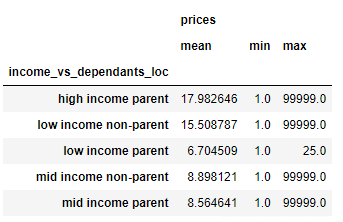 prices
mean min max
income_vs_dependants_loc
high income parent 17.982646 1.0 99999.0
low income non-parent 15.508787 1.0 99999.0
low income parent 6.704509 1.0 25.0
mid income non-parent 8.898121 1.0 99999.0
mid income parent 8.564641 1.0 99999.0